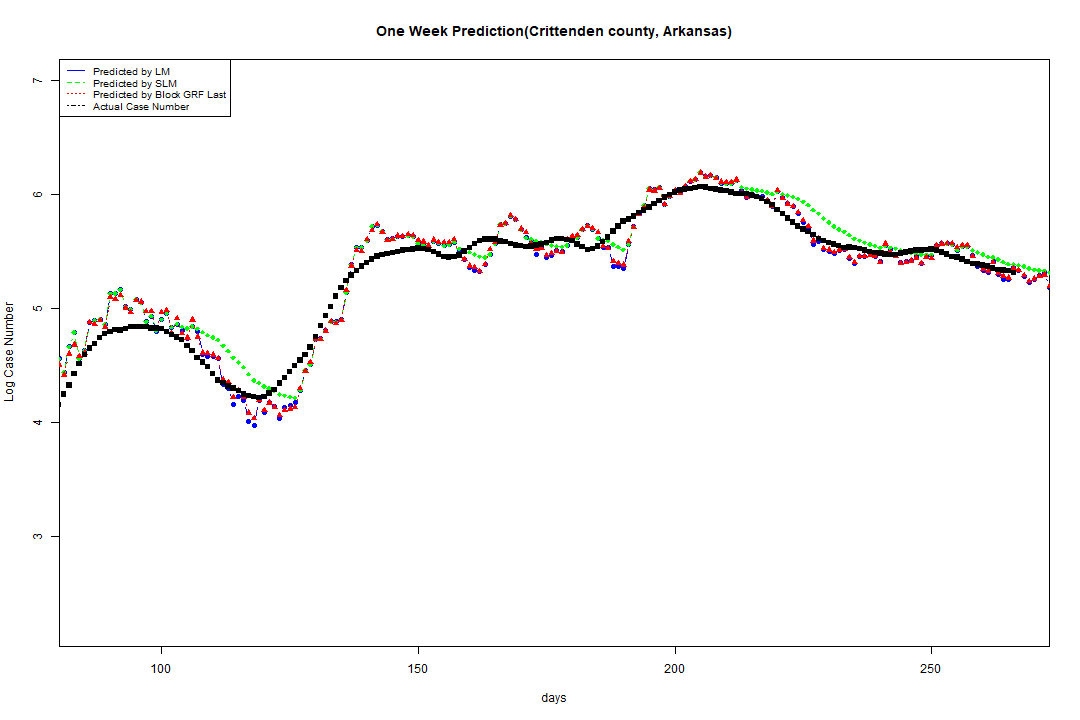 One Week Prediction(Crittenden county, Arkansas)
Predicted by LM
Predicted by SLM
Predicted by Block GRF Last
Actual Case Number
7
6
5
4
3
Log Case Number
100
150
200
250
days